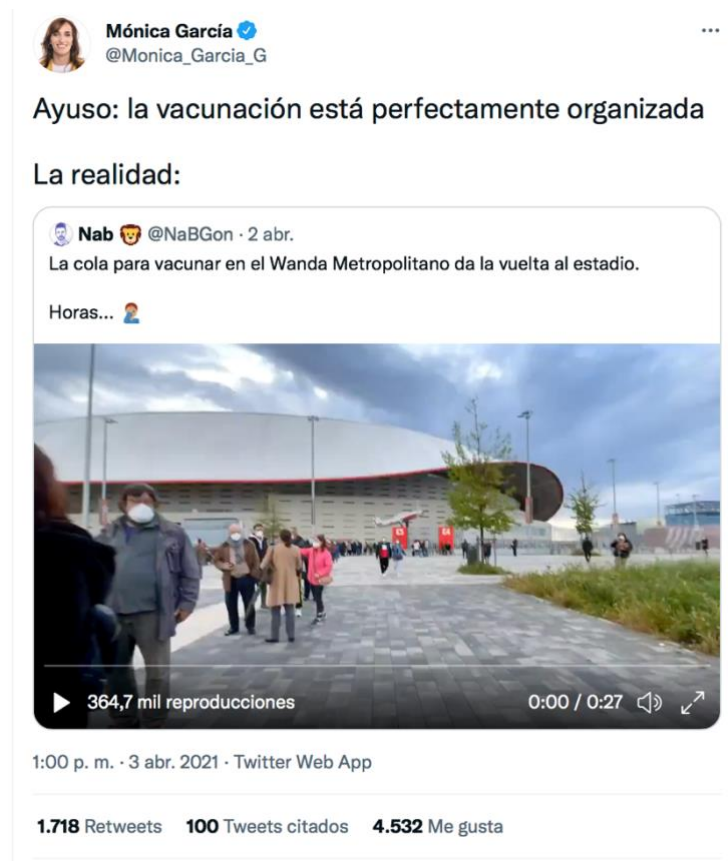 Mónica García
@Monica_Garcia_G
Ayuso: la vacunación está perfectamente organizada
La realidad:
Nab 🦁 @NaBGon · 2 abr.
La cola para vacunar en el Wanda Metropolitano da la vuelta al estadio.
Horas... 🤦🏼‍♂️
364,7 mil reproducciones
0:00 / 0:27
1:00 p. m. · 3 abr. 2021 · Twitter Web App
1.718 Retweets 100 Tweets citados 4.532 Me gusta